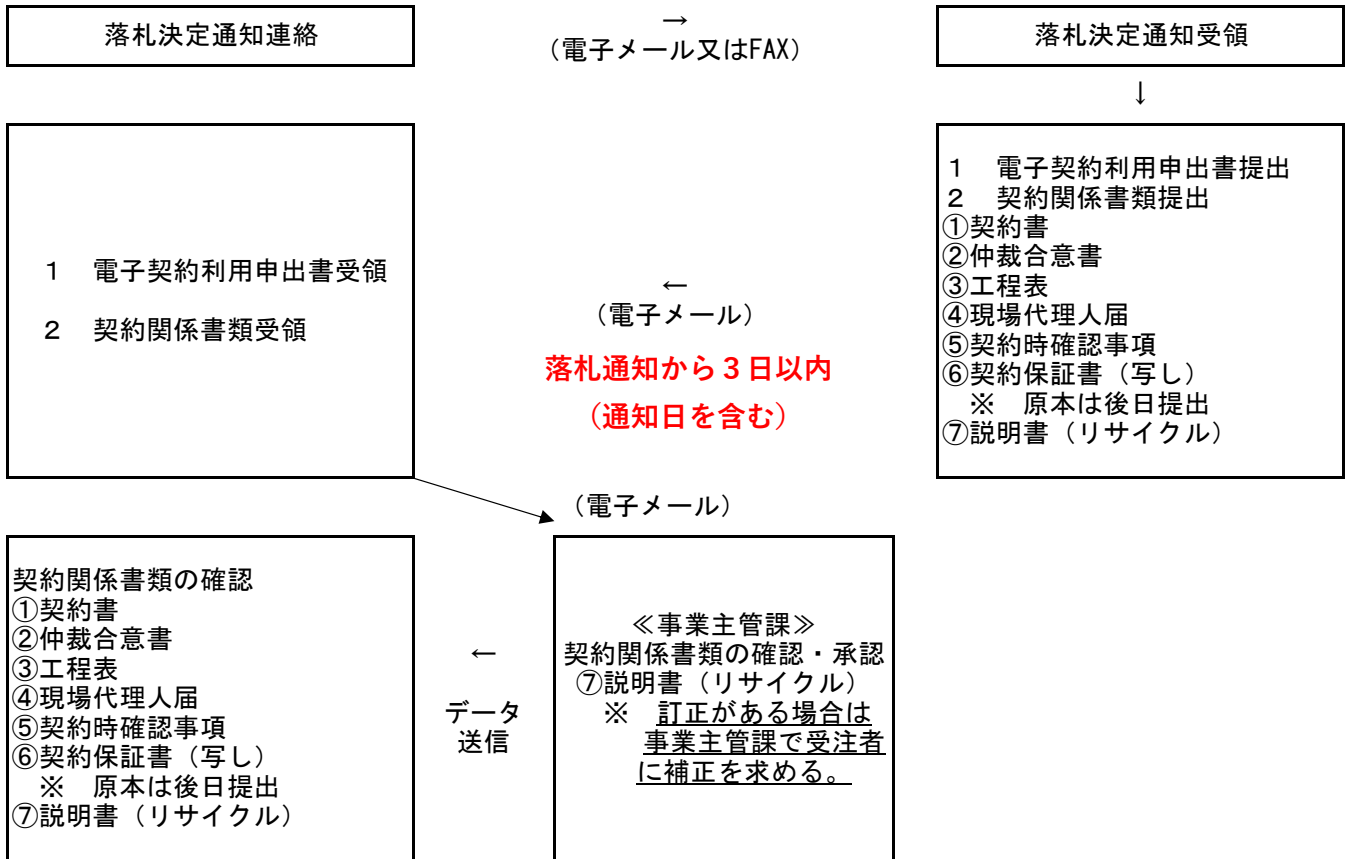 落札決定通知連絡
→
（電子メール又はFAX）
落札決定通知受領
↓
1　電子契約利用申出書受領
2　契約関係書類受領
←
（電子メール）
落札通知から３日以内
（通知日を含む）
1　電子契約利用申出書提出
2　契約関係書類提出
①契約書
②仲裁合意書
③工程表
④現場代理人届
⑤契約時確認事項
⑥契約保証書（写し）
※　原本は後日提出
⑦説明書（リサイクル）
（電子メール）
契約関係書類の確認
①契約書
②仲裁合意書
③工程表
④現場代理人届
⑤契約時確認事項
⑥契約保証書（写し）
※　原本は後日提出
⑦説明書（リサイクル）
←
データ
送信
≪事業主管課≫
契約関係書類の確認・承認
⑦説明書（リサイクル）
※　訂正がある場合は
事業主管課で受注者
に補正を求める。